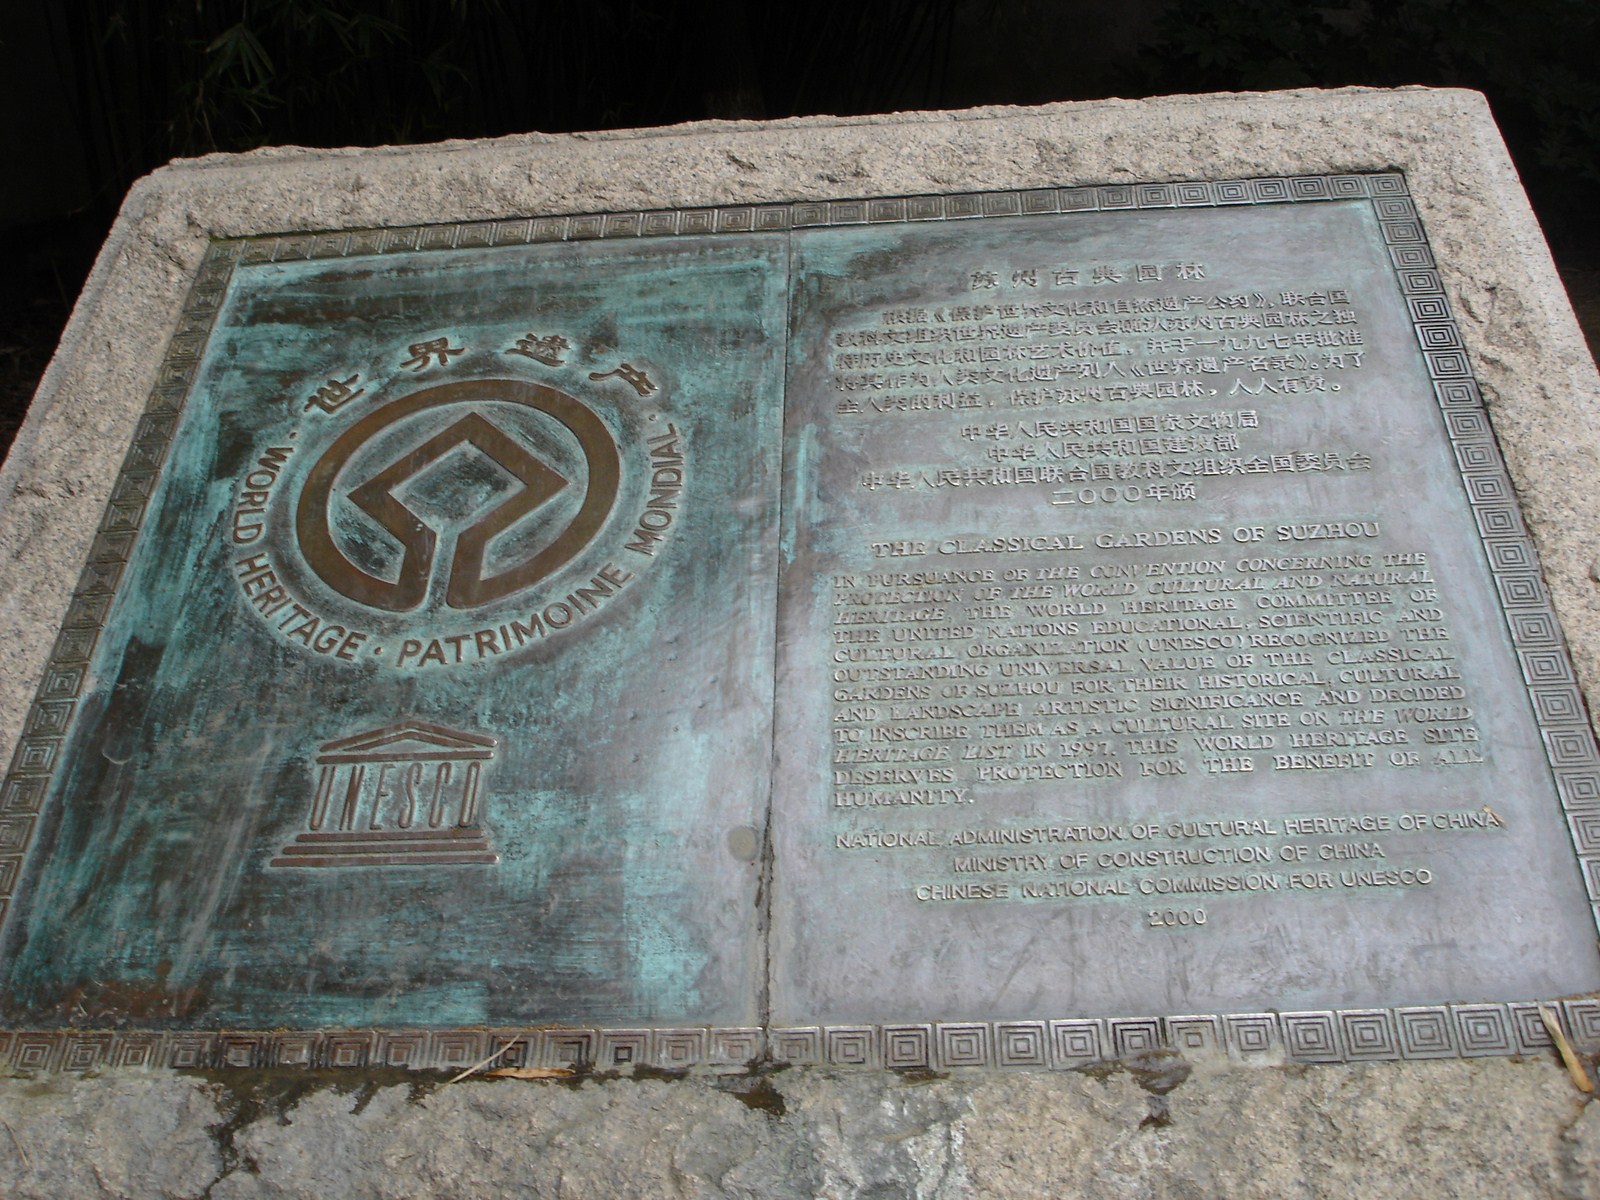 世界遗产
· WORLD HERITAGE · PATRIMOINE MONDIAL ·
UNESCO
苏州古典园林
根据《保护世界文化和自然遗产公约》，联合国
教科文组织世界遗产委员会确认苏州古典园林之独
特历史文化和园林艺术价值，并于一九九七年批准
将其作为人类文化遗产列入《世界遗产名录》。为了
全人类的利益，保护苏州古典园林，人人有责。
中华人民共和国国家文物局
中华人民共和国建设部
中华人民共和国联合国教科文组织全国委员会
二〇〇〇年颁
THE CLASSICAL GARDENS OF SUZHOU
IN PURSUANCE OF THE CONVENTION CONCERNING THE
PROTECTION OF THE WORLD CULTURAL AND NATURAL
HERITAGE, THE WORLD HERITAGE COMMITTEE OF
THE UNITED NATIONS EDUCATIONAL, SCIENTIFIC AND
CULTURAL ORGANIZATION (UNESCO) RECOGNIZED THE
OUTSTANDING UNIVERSAL VALUE OF THE CLASSICAL
GARDENS OF SUZHOU FOR THEIR HISTORICAL, CULTURAL
AND LANDSCAPE ARTISTIC SIGNIFICANCE AND DECIDED
TO INSCRIBE THEM AS A CULTURAL SITE ON THE WORLD
HERITAGE LIST IN 1997. THIS WORLD HERITAGE SITE
DESERVES PROTECTION FOR THE BENEFIT OF ALL
HUMANITY.
NATIONAL ADMINISTRATION OF CULTURAL HERITAGE OF CHINA
MINISTRY OF CONSTRUCTION OF CHINA
CHINESE NATIONAL COMMISSION FOR UNESCO
2000